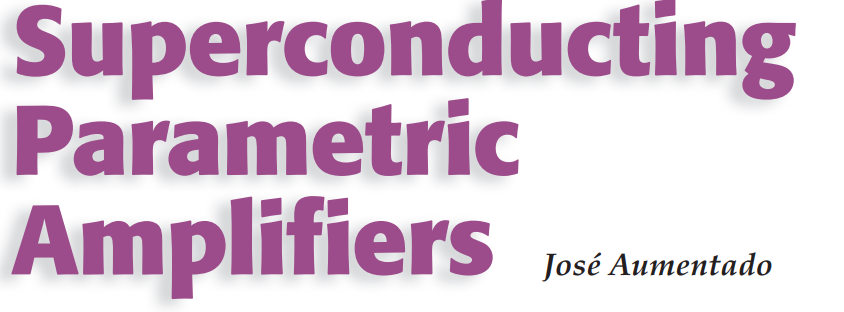 Superconducting
Parametric
Amplifiers
José Aumentado